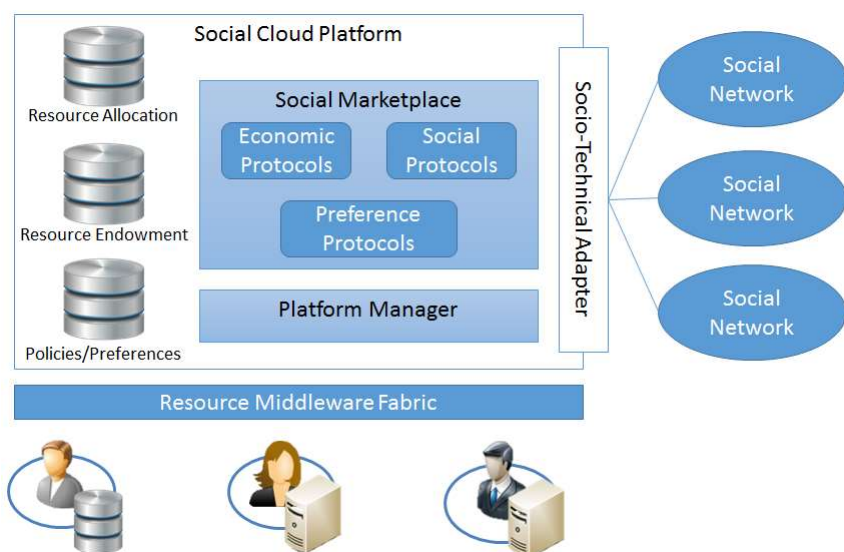 Social Cloud Platform
Resource Allocation
Resource Endowment
Policies/Preferences
Social Marketplace
Economic
Protocols
Social
Protocols
Preference
Protocols
Platform Manager
Socio-Technical Adapter
Social
Network
Social
Network
Social
Network
Resource Middleware Fabric